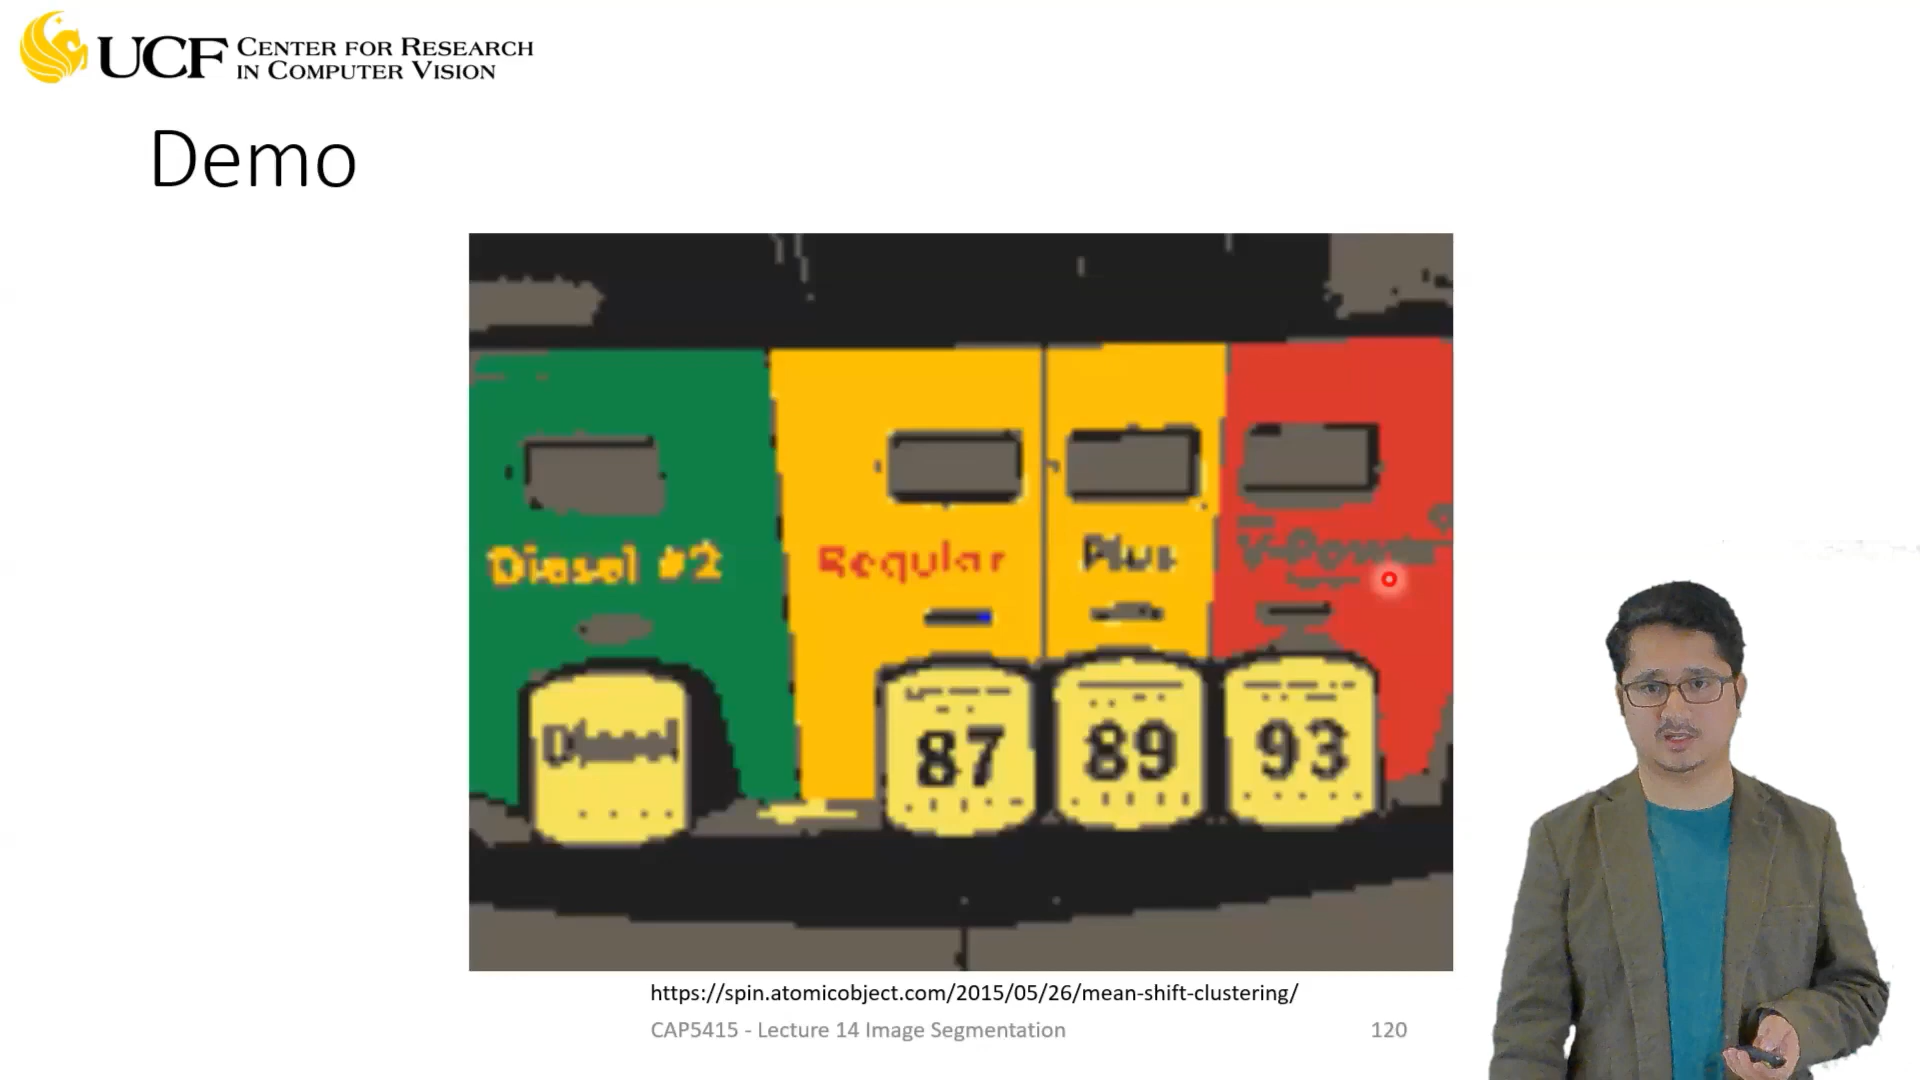 UCF CENTER FOR RESEARCH
IN COMPUTER VISION
Demo
Diesel #2
Regular
Plus
V-Power
Diesel
87
89
93
https://spin.atomicobject.com/2015/05/26/mean-shift-clustering/
CAP5415 - Lecture 14 Image Segmentation
120